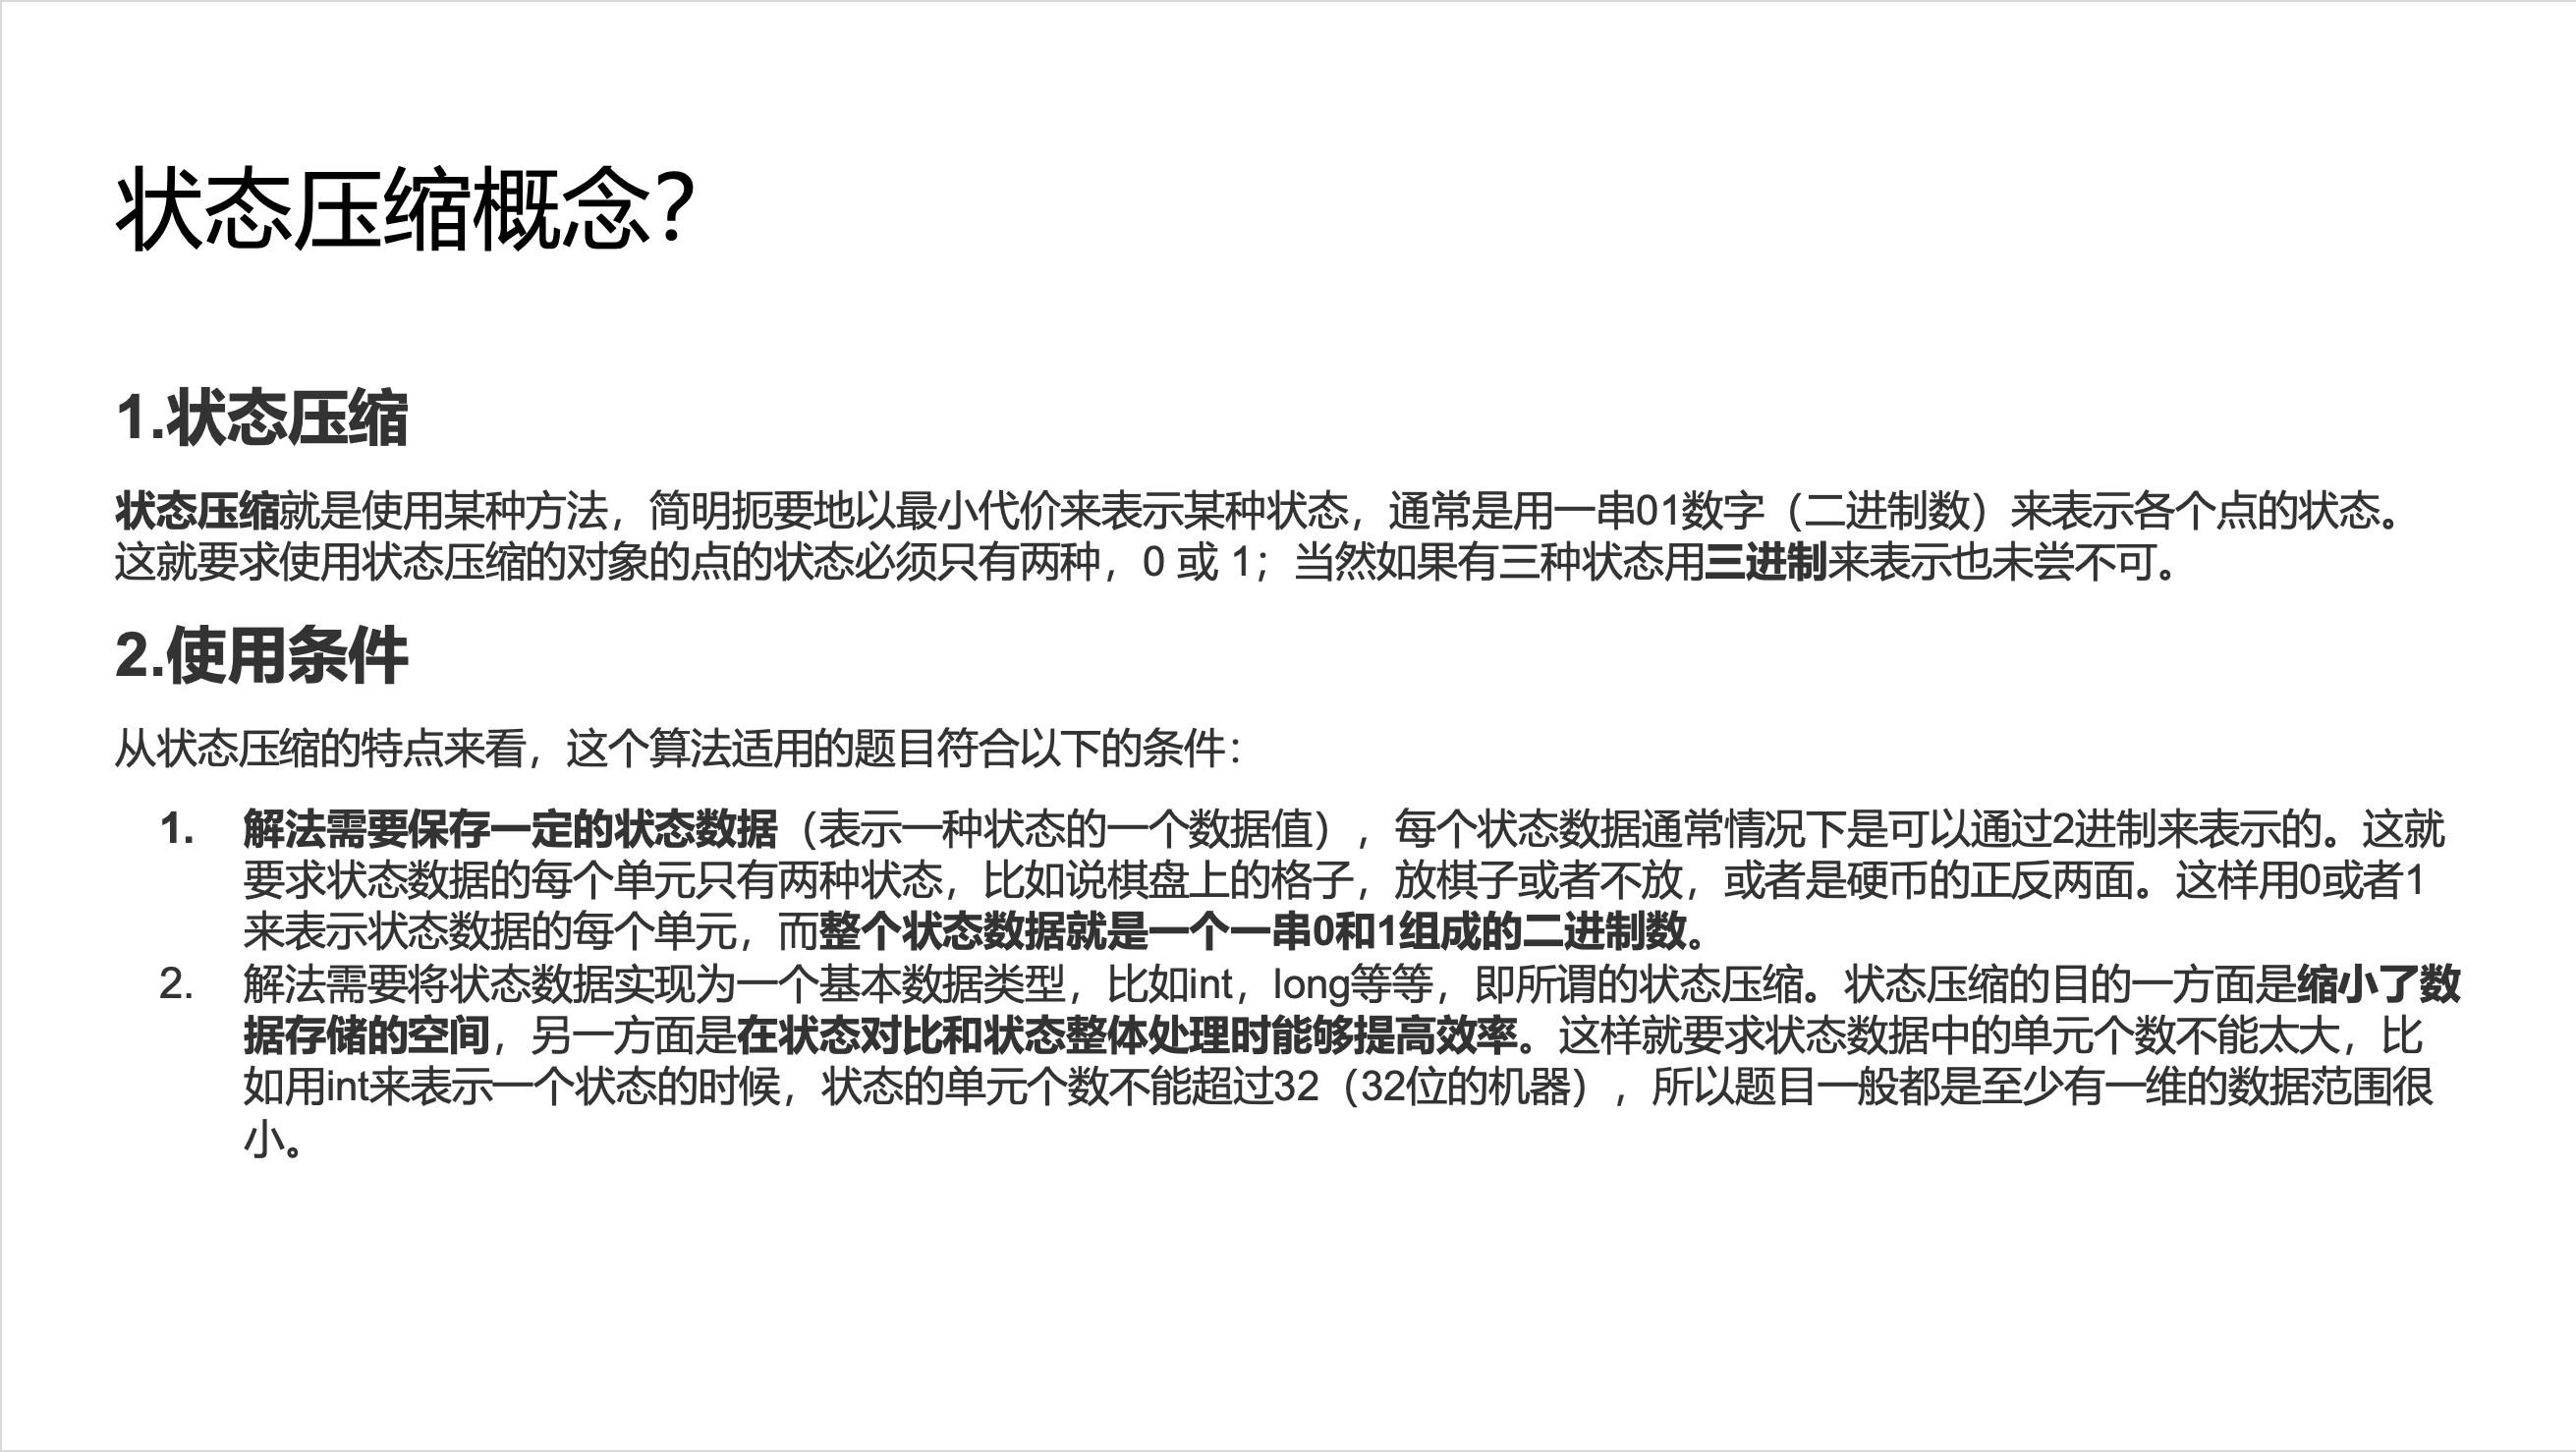 状态压缩概念？
1.状态压缩
状态压缩就是使用某种方法，简明扼要地以最小代价来表示某种状态，通常是用一串01数字（二进制数）来表示各个点的状态。
这就要求使用状态压缩的对象的点的状态必须只有两种，0 或 1；当然如果有三种状态用三进制来表示也未尝不可。
2.使用条件
从状态压缩的特点来看，这个算法适用的题目符合以下的条件：
1. 解法需要保存一定的状态数据（表示一种状态的一个数据值），每个状态数据通常情况下是可以通过2进制来表示的。这就
要求状态数据的每个单元只有两种状态，比如说棋盘上的格子，放棋子或者不放，或者是硬币的正反两面。这样用0或者1
来表示状态数据的每个单元，而整个状态数据就是一个一串0和1组成的二进制数。
2. 解法需要将状态数据实现为一个基本数据类型，比如int，long等等，即所谓的状态压缩。状态压缩的目的一方面是缩小了数
据存储的空间，另一方面是在状态对比和状态整体处理时能够提高效率。这样就要求状态数据中的单元个数不能太大，比
如用int来表示一个状态的时候，状态的单元个数不能超过32（32位的机器），所以题目一般都是至少有一维的数据范围很
小。